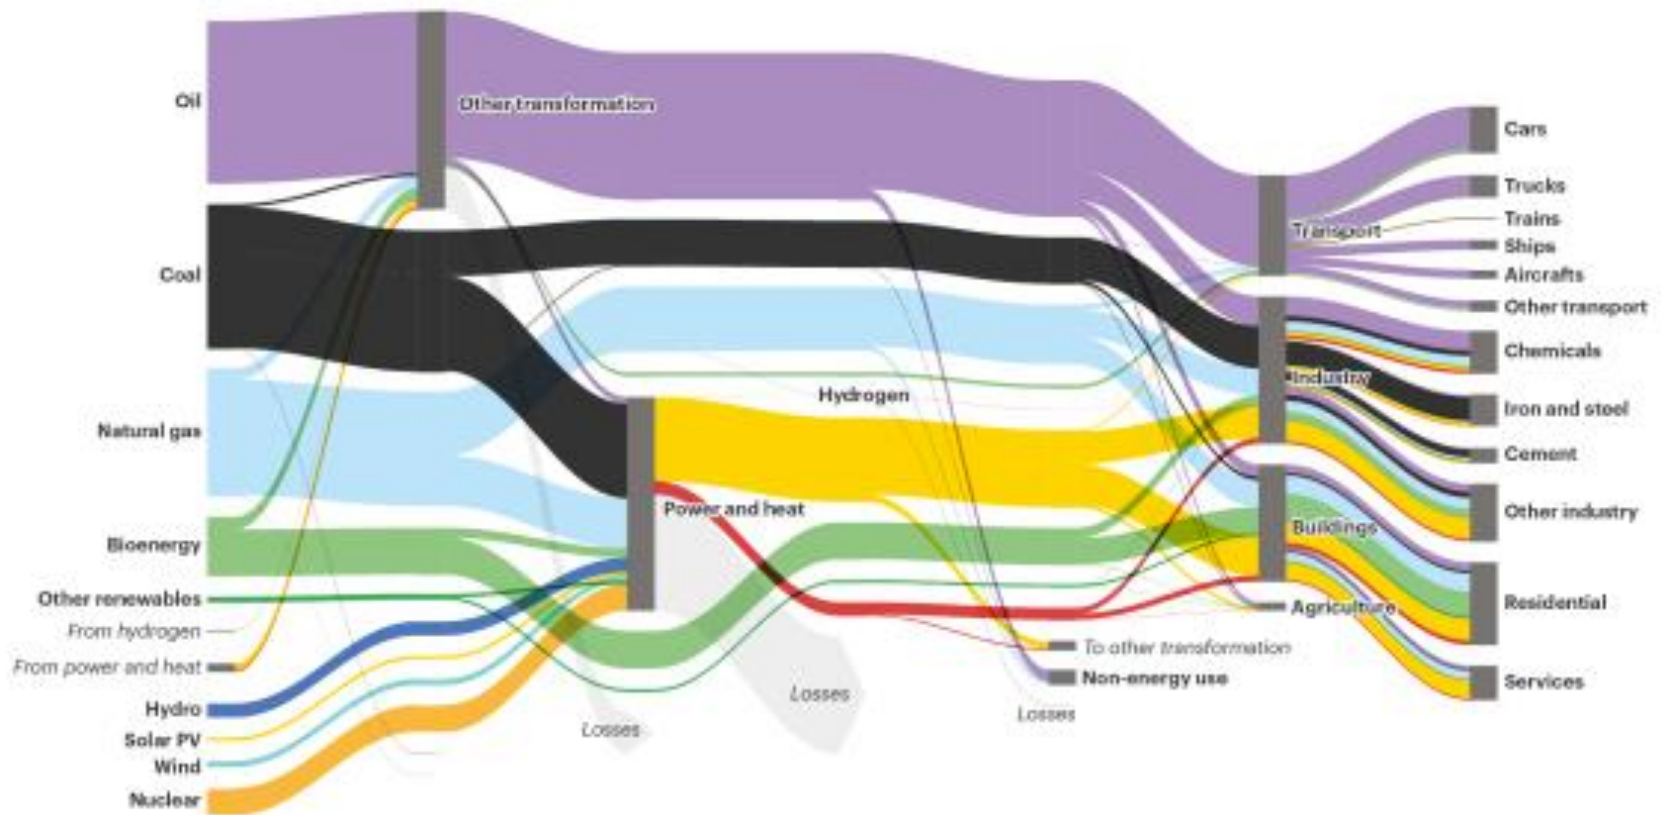 Oil
Other transformation
Coal
Natural gas
Bioenergy
Other renewables
From hydrogen
From power and heat
Hydro
Solar PV
Wind
Nuclear
Hydrogen
Power and heat
Losses
Losses
Losses
To other transformation
Non-energy use
Transport
Industry
Buildings
Agriculture
Cars
Trucks
Trains
Ships
Aircrafts
Other transport
Chemicals
Iron and steel
Cement
Other industry
Residential
Services